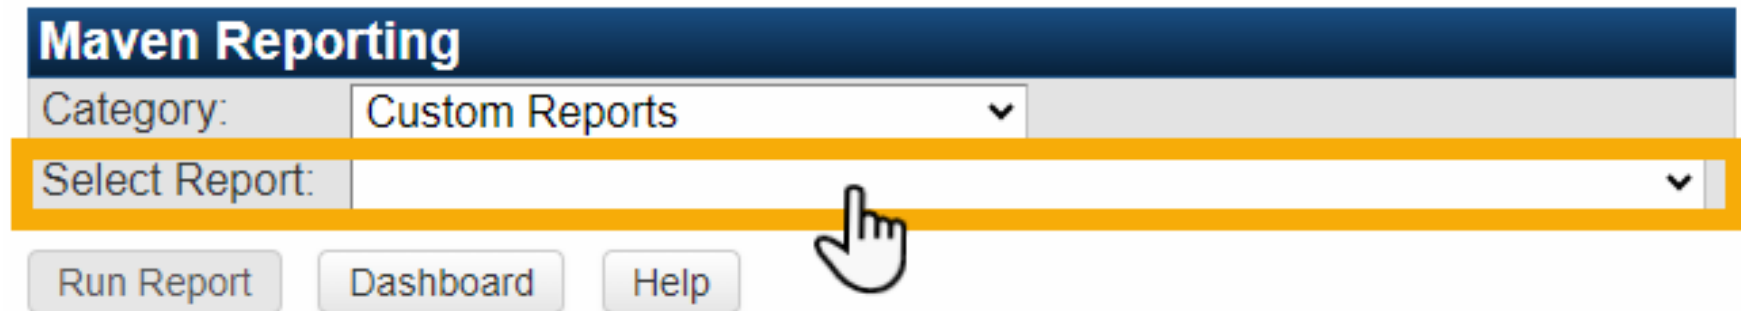 Maven Reporting
Category: Custom Reports
Select Report:
Run Report Dashboard Help